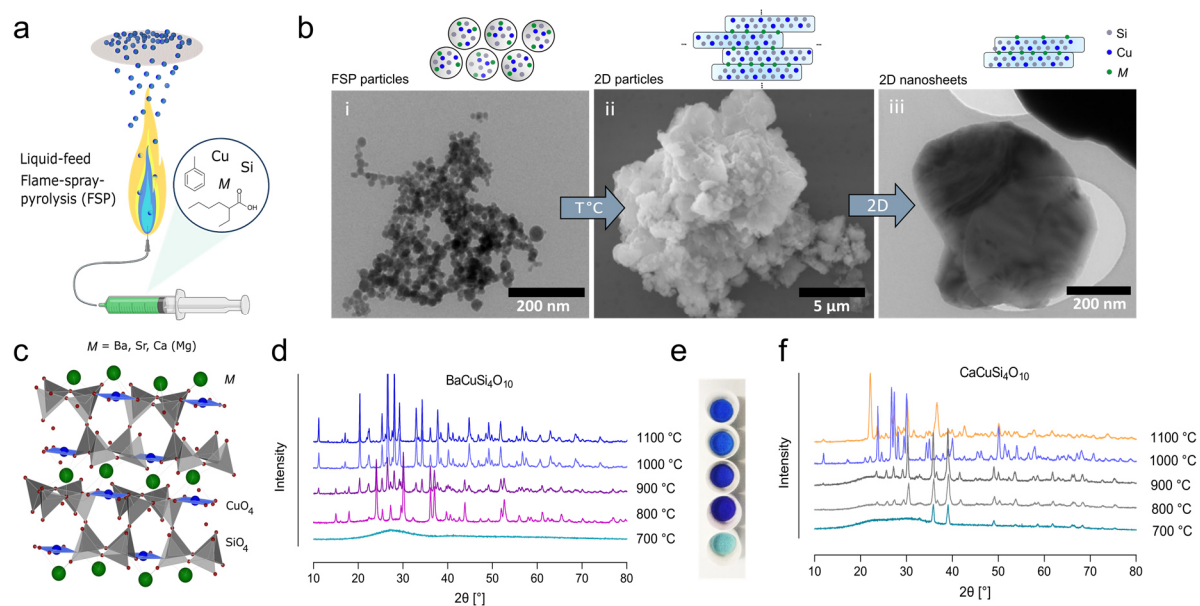 a
Liquid-feed
Flame-spray-
pyrolysis (FSP)
Cu
Si
M
O
OH
b
FSP particles
2D particles
2D nanosheets
Si
Cu
M
i
200 nm
T°C
ii
5 µm
2D
iii
200 nm
c
M = Ba, Sr, Ca (Mg)
M
CuO4
SiO4
d
BaCuSi4O10
Intensity
1100 °C
1000 °C
900 °C
800 °C
700 °C
10 20 30 40 50 60 70 80
2θ [°]
e
f
CaCuSi4O10
Intensity
1100 °C
1000 °C
900 °C
800 °C
700 °C
10 20 30 40 50 60 70 80
2θ [°]